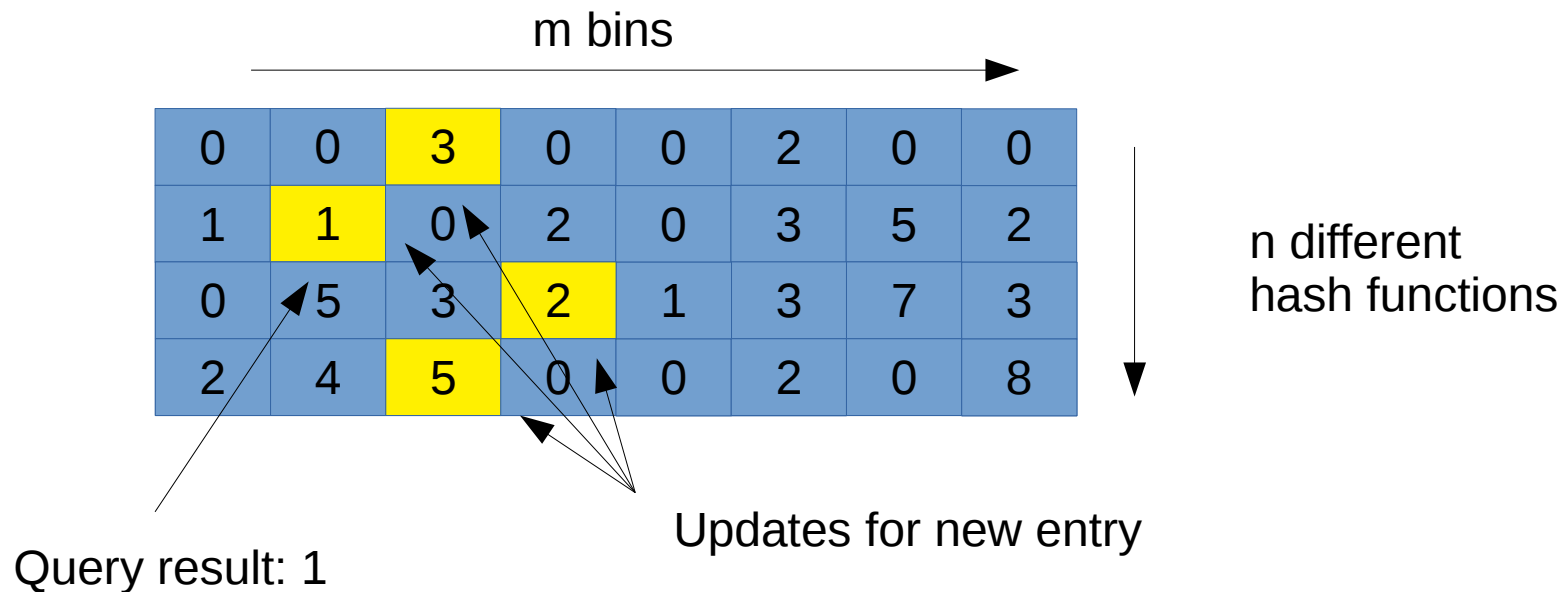 m bins
0 0 3 0 0 2 0 0
1 1 0 2 0 3 5 2
0 5 3 2 1 3 7 3
2 4 5 0 0 2 0 8
n different
hash functions
Updates for new entry
Query result: 1